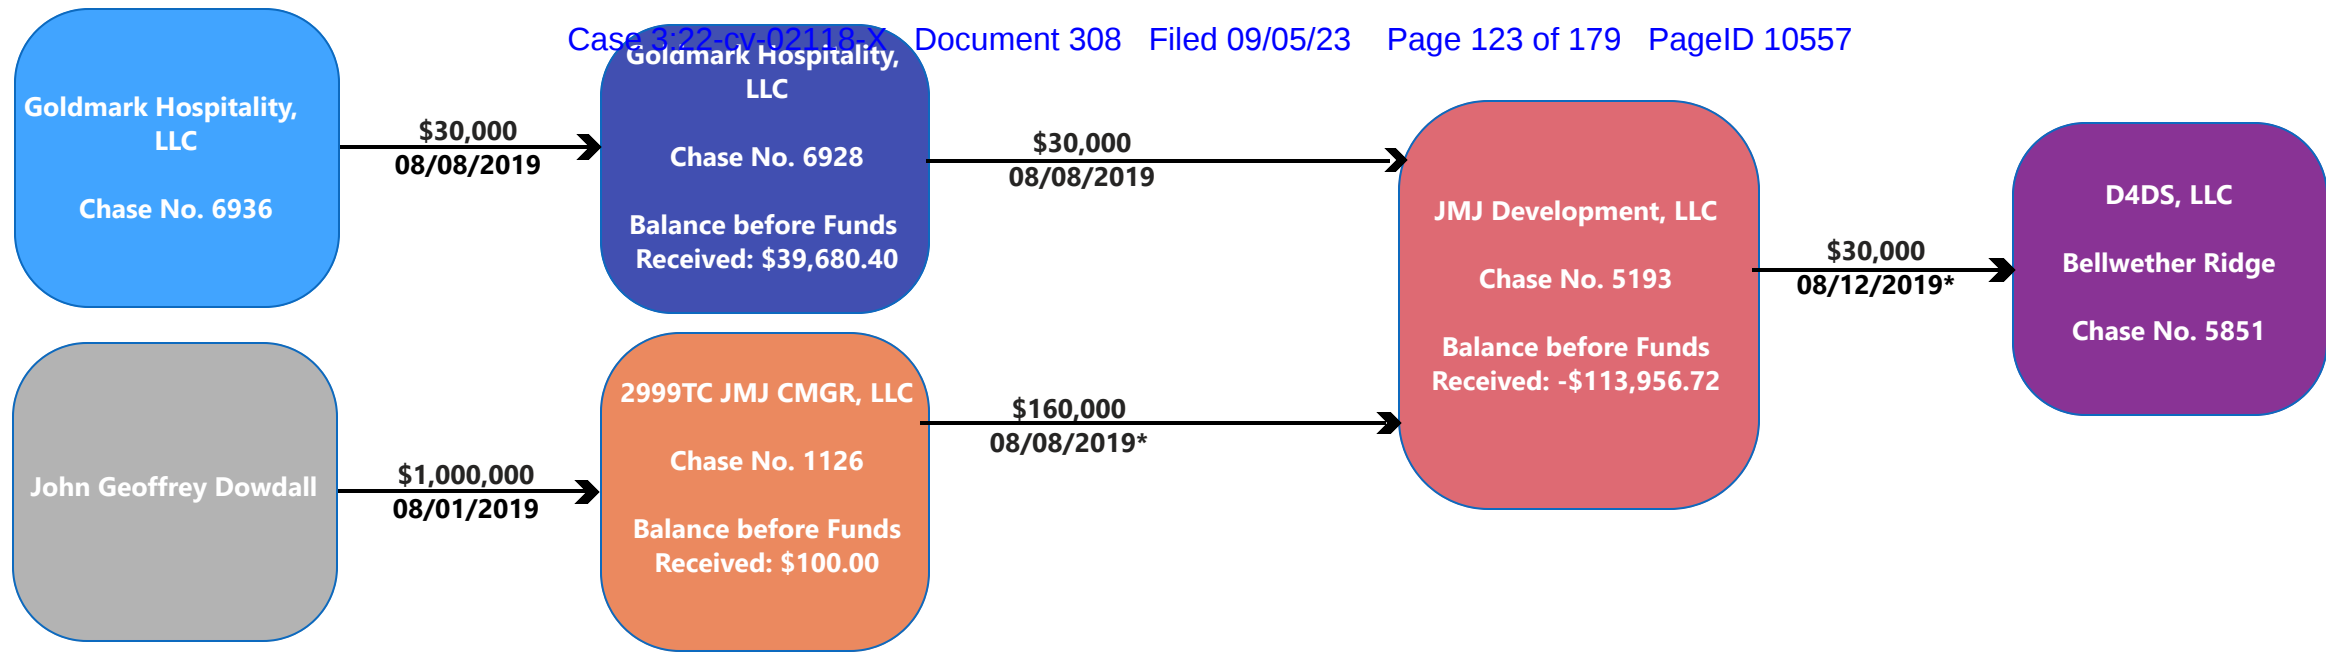 Case 3:22-cv-02118-X Document 308 Filed 09/05/23 Page 123 of 179 PageID 10557
Goldmark Hospitality,
LLC
Chase No. 6936
$30,000
08/08/2019
Goldmark Hospitality,
LLC
Chase No. 6928
Balance before Funds
Received: $39,680.40
$30,000
08/08/2019
John Geoffrey Dowdall
$1,000,000
08/01/2019
2999TC JMJ CMGR, LLC
Chase No. 1126
Balance before Funds
Received: $100.00
$160,000
08/08/2019*
JMJ Development, LLC
Chase No. 5193
Balance before Funds
Received: -$113,956.72
$30,000
08/12/2019*
D4DS, LLC
Bellwether Ridge
Chase No. 5851